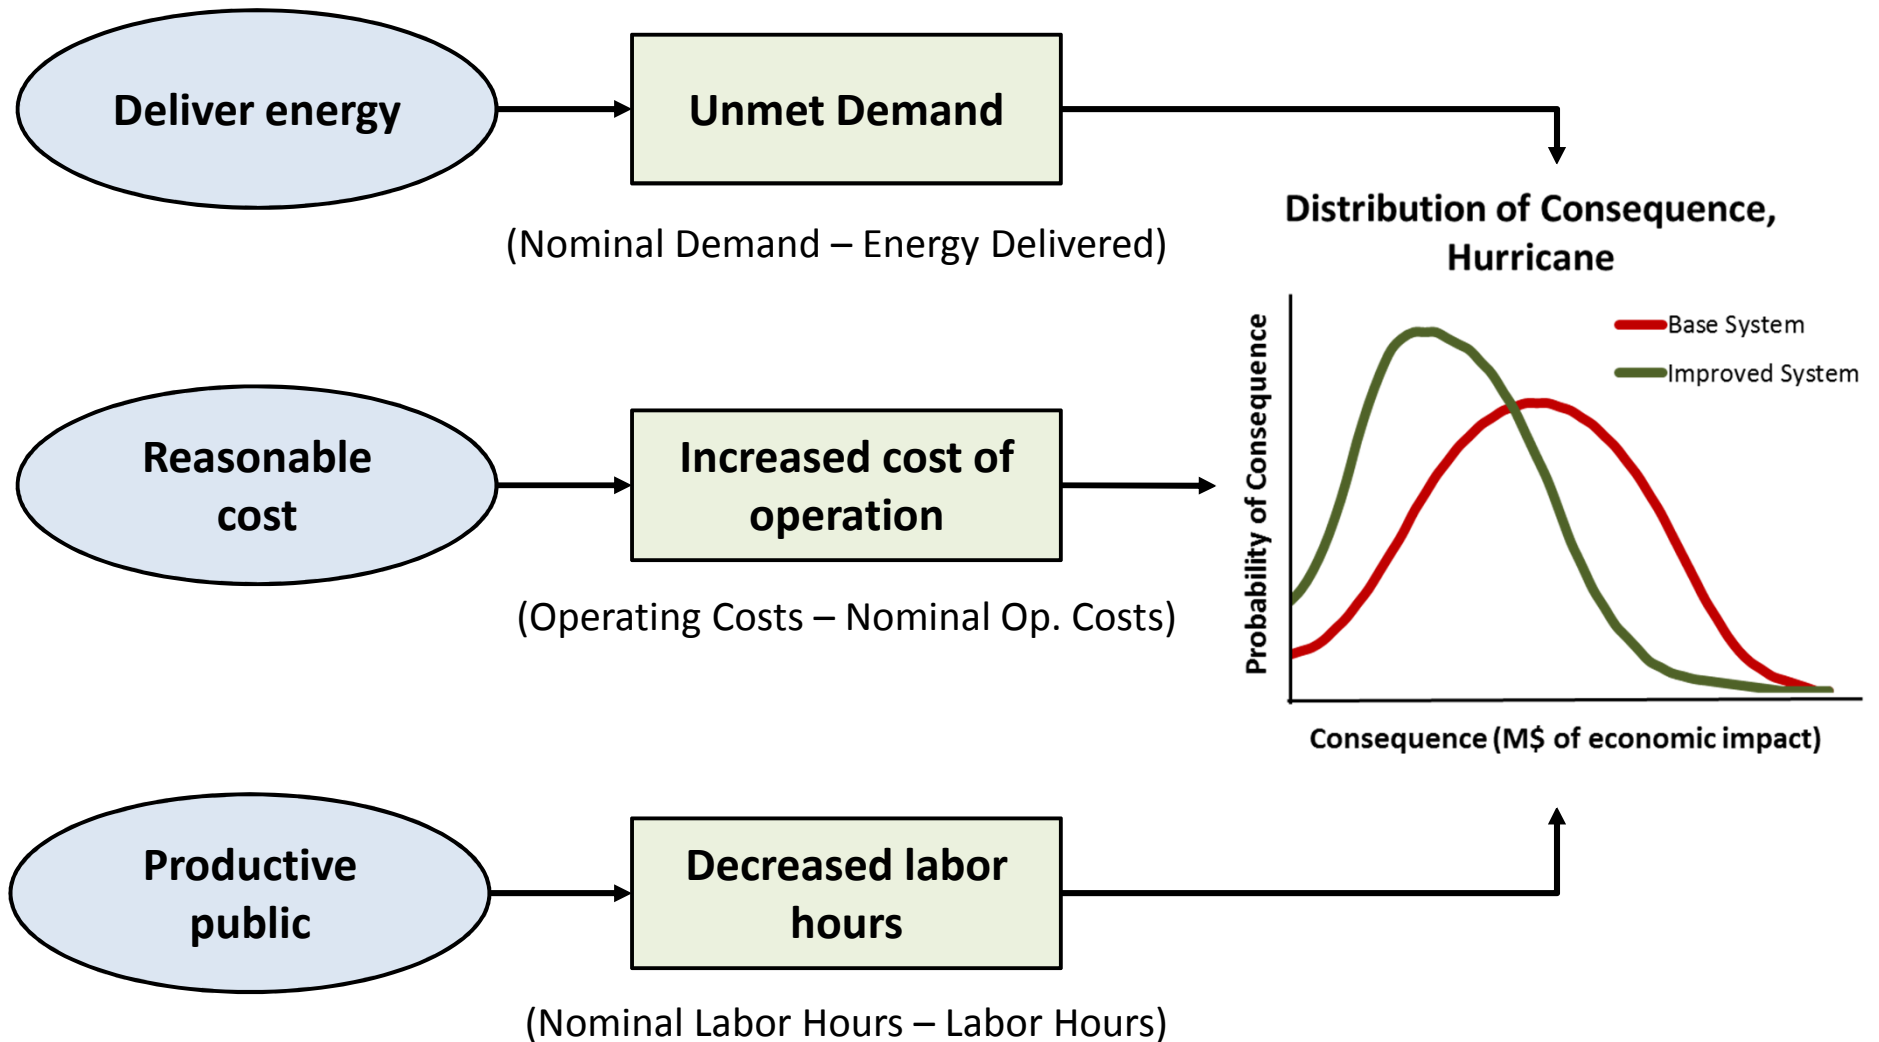 Deliver energy
Unmet Demand
(Nominal Demand – Energy Delivered)
Reasonable
cost
Increased cost of
operation
(Operating Costs – Nominal Op. Costs)
Productive
public
Decreased labor
hours
(Nominal Labor Hours – Labor Hours)
Distribution of Consequence,
Hurricane
Probability of Consequence
Base System
Improved System
Consequence (M$ of economic impact)